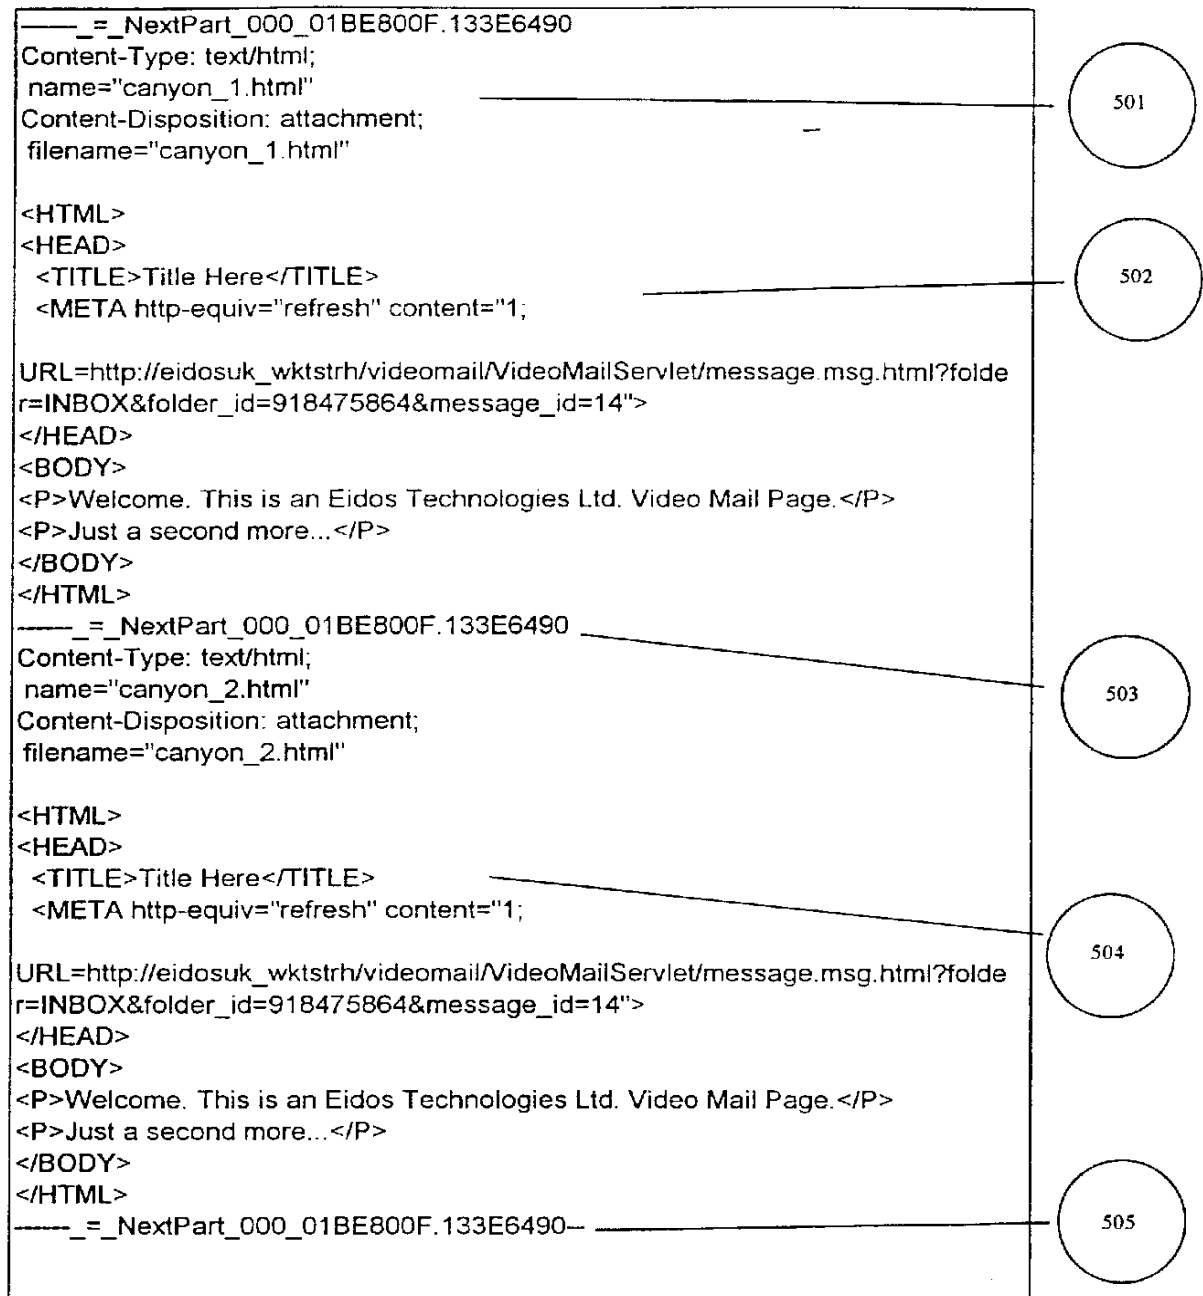 ------_=_NextPart_000_01BE800F.133E6490
Content-Type: text/html;
name="canyon_1.html"
501
Content-Disposition: attachment;
filename="canyon_1.html"
<HTML>
<HEAD>
<TITLE>Title Here</TITLE>
502
<META http-equiv="refresh" content="1;
URL=http://eidosuk_wktstrh/videomail/VideoMailServlet/message.msg.html?folde
r=INBOX&folder_id=918475864&message_id=14">
</HEAD>
<BODY>
<P>Welcome. This is an Eidos Technologies Ltd. Video Mail Page.</P>
<P>Just a second more...</P>
</BODY>
</HTML>
------_=_NextPart_000_01BE800F.133E6490
Content-Type: text/html;
name="canyon_2.html"
503
Content-Disposition: attachment;
filename="canyon_2.html"
<HTML>
<HEAD>
<TITLE>Title Here</TITLE>
<META http-equiv="refresh" content="1;
504
URL=http://eidosuk_wktstrh/videomail/VideoMailServlet/message.msg.html?folde
r=INBOX&folder_id=918475864&message_id=14">
</HEAD>
<BODY>
<P>Welcome. This is an Eidos Technologies Ltd. Video Mail Page.</P>
<P>Just a second more...</P>
</BODY>
</HTML>
------_=_NextPart_000_01BE800F.133E6490--
505